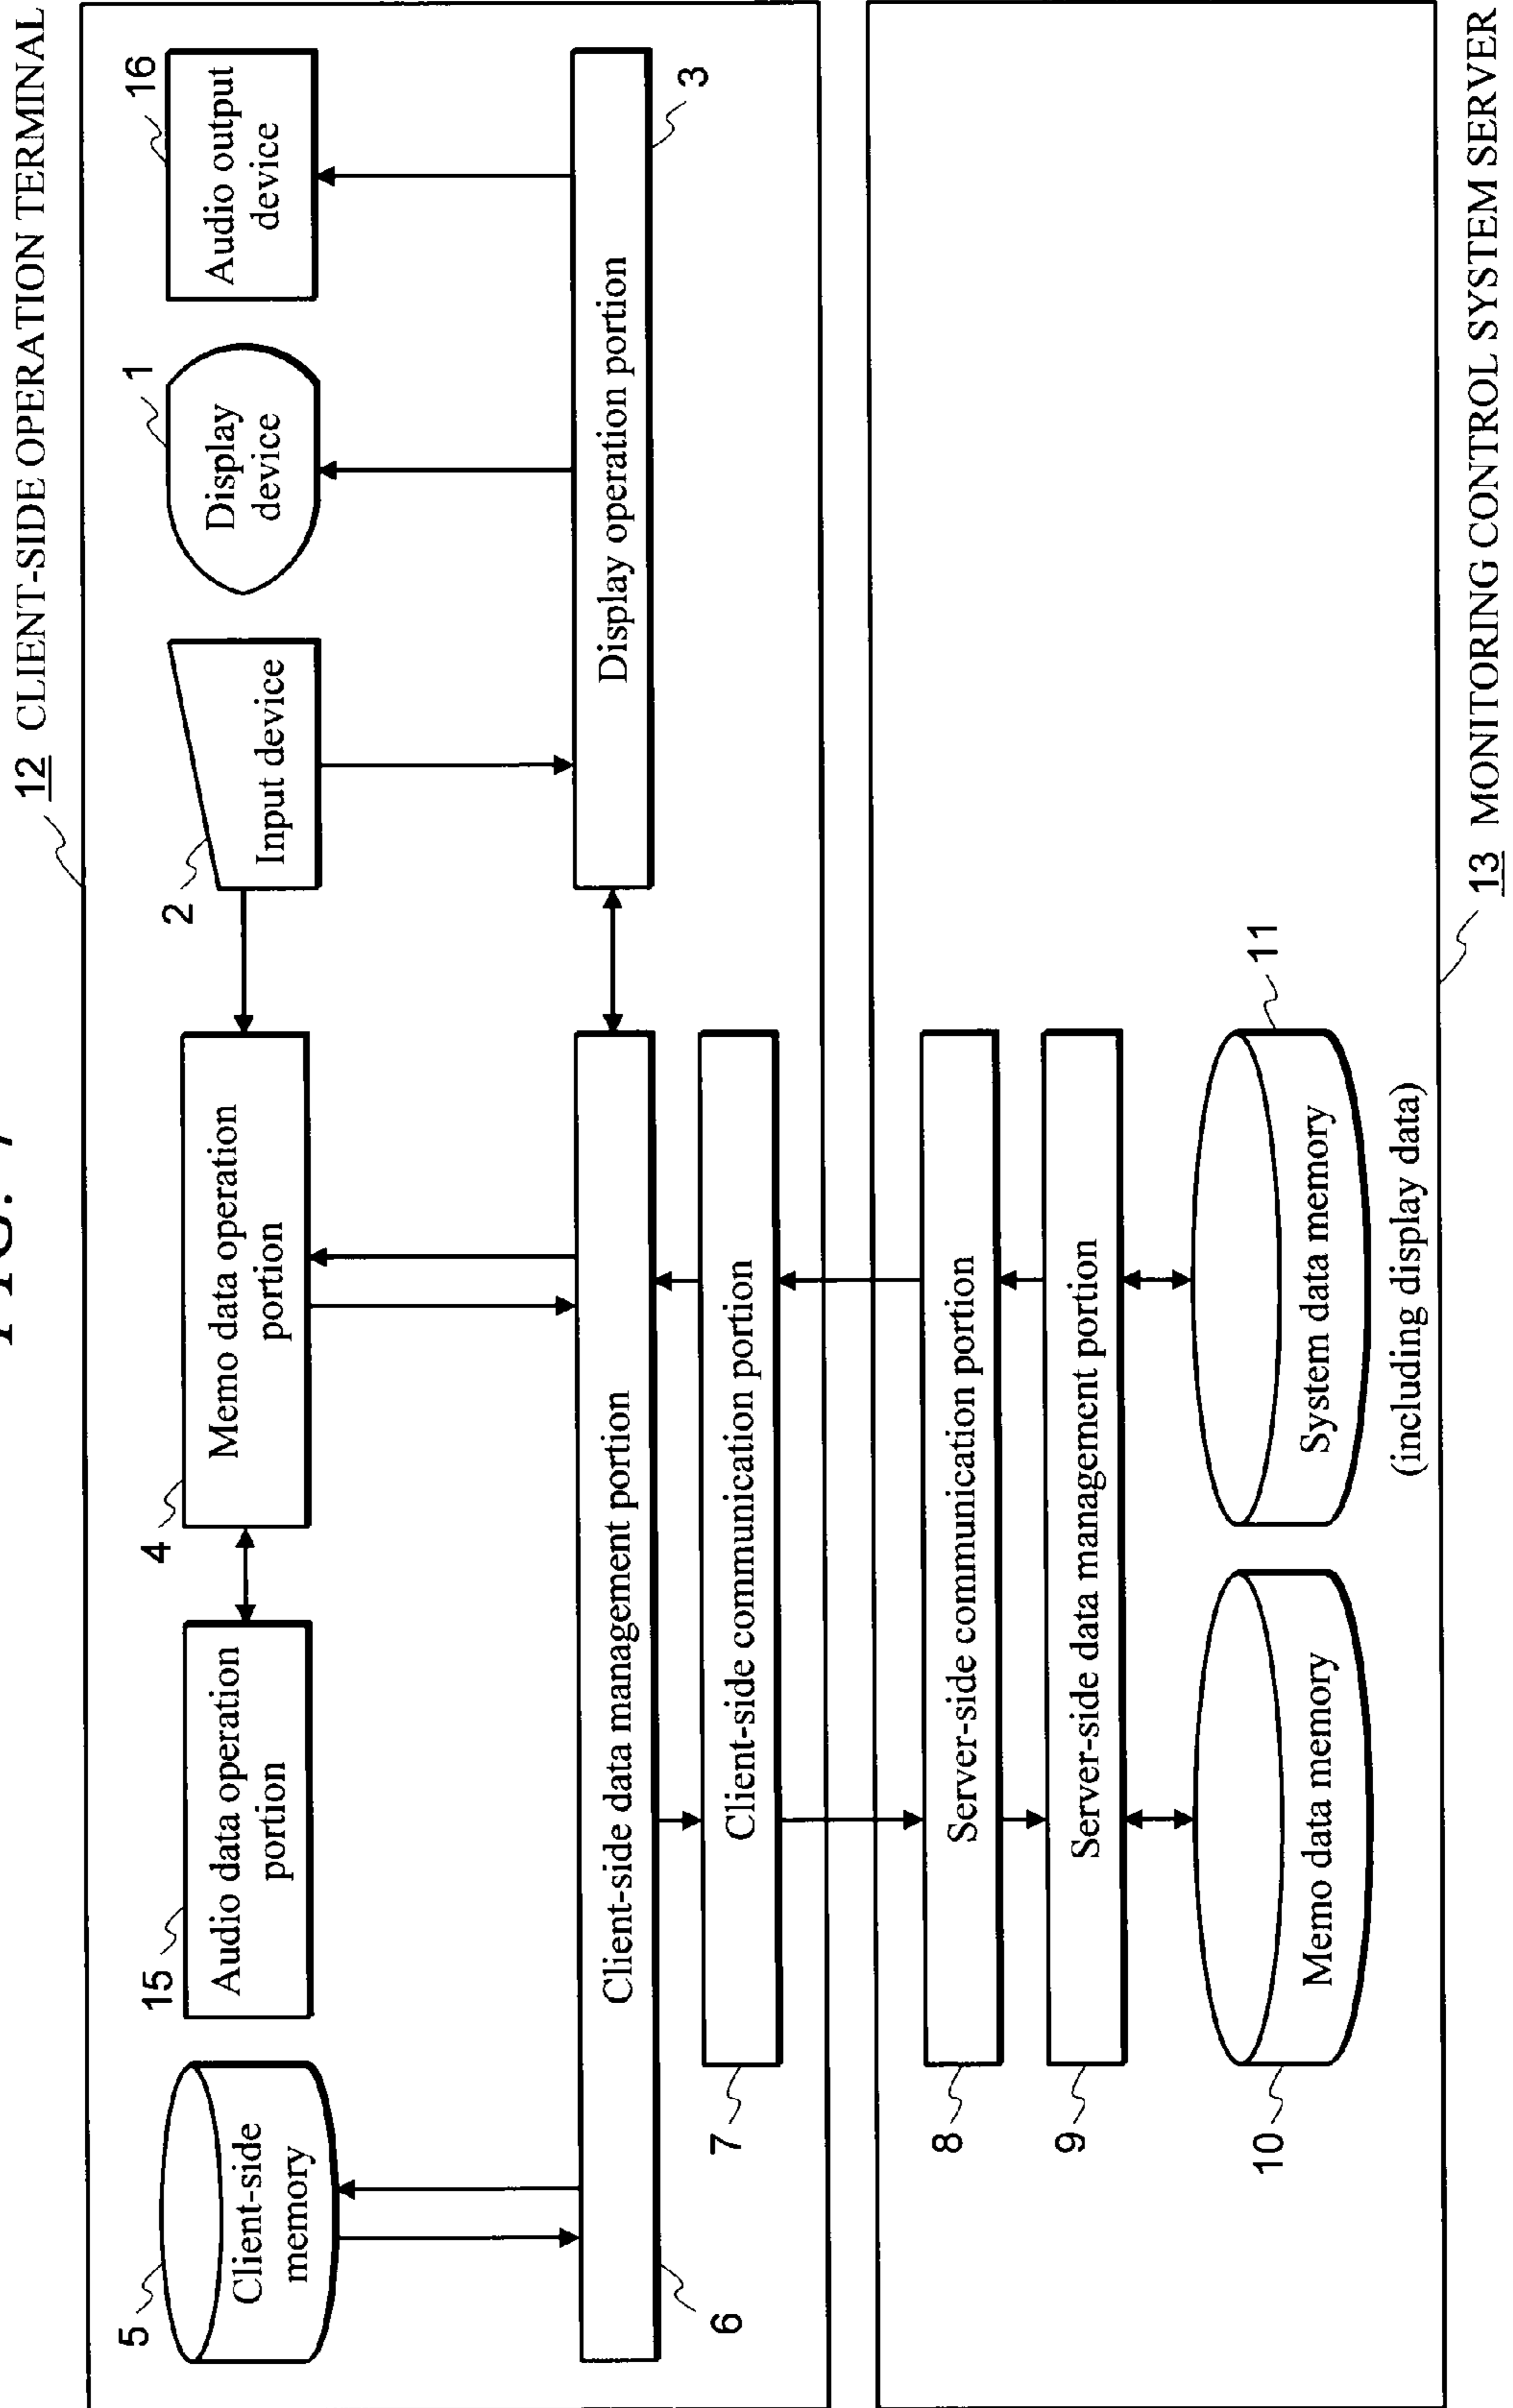 12 CLIENT-SIDE OPERATION TERMINAL
5
Client-side
memory
15
Audio data operation
portion
4
Memo data operation
portion
2
Input device
1
Display
device
16
Audio output
device
Client-side data management portion
6
Display operation portion
3
7
Client-side communication portion
8
Server-side communication portion
9
Server-side data management portion
10
Memo data memory
11
System data memory
(including display data)
13 MONITORING CONTROL SYSTEM SERVER